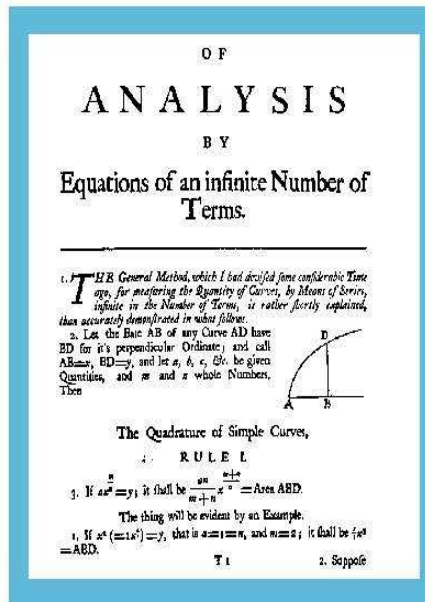 OF
ANALYSIS
BY
Equations of an infinite Number of
Terms.
1. THE General Method, which I had devised some considerable Time
ago, for measuring the Quantity of Curves, by Means of Series,
infinite in the Number of Terms, is rather shortly explained,
than accurately demonstrated in what follows.
2. Let the Base AB of any Curve AD have
BD for it's perpendicular Ordinate; and call
AB=x, BD=y, and let a, b, c, &c. be given
Quantities, and m and n whole Numbers.
Then
D
A B
The Quadrature of Simple Curves,
RULE I.
3. If ax^(m/n)=y; it shall be (an/(m+n))x^((m+n)/n)=Area ABD.
The thing will be evident by an Example.
1. If x² (=1x^(2/1))=y, that is a=1=n, and m=2; it shall be ⅓x³
=ABD.
2. Suppose